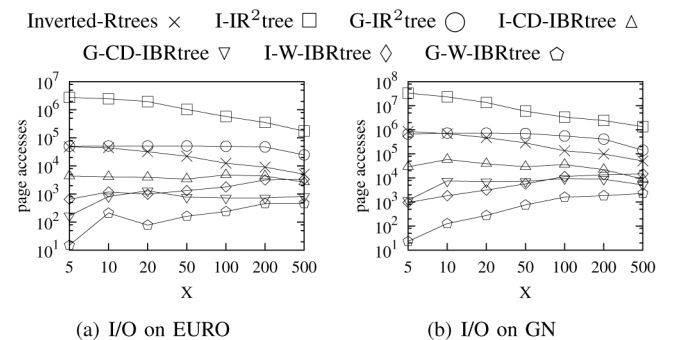 Inverted-Rtrees × I-IR²tree □ G-IR²tree ○ I-CD-IBRtree △
G-CD-IBRtree ▽ I-W-IBRtree ◇ G-W-IBRtree ⬠
page accesses
10⁷
10⁶
10⁵
10⁴
10³
10²
10¹
5 10 20 50 100 200 500
X
(a) I/O on EURO
page accesses
10⁸
10⁷
10⁶
10⁵
10⁴
10³
10²
10¹
5 10 20 50 100 200 500
X
(b) I/O on GN